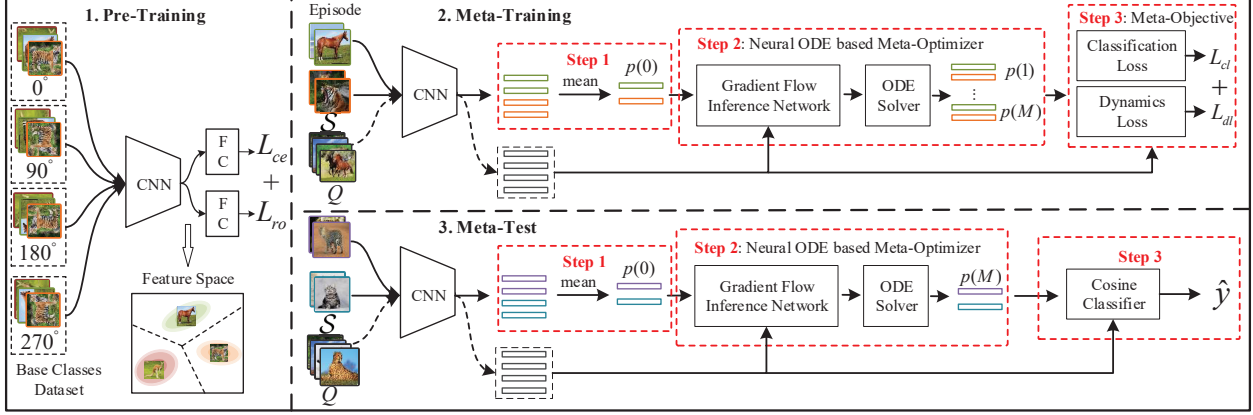 1. Pre-Training
0°
90°
180°
270°
Base Classes
Dataset
CNN
F
C
F
C
L_ce
+
L_ro
Feature Space
Episode
2. Meta-Training
S
Q
CNN
Step 1
mean
p(0)
Step 2: Neural ODE based Meta-Optimizer
Gradient Flow
Inference Network
ODE
Solver
p(1)
⋮
p(M)
Step 3: Meta-Objective
Classification
Loss
L_cl
+
Dynamics
Loss
L_dl
3. Meta-Test
S
Q
CNN
Step 1
mean
p(0)
Step 2: Neural ODE based Meta-Optimizer
Gradient Flow
Inference Network
ODE
Solver
p(M)
Step 3
Cosine
Classifier
ŷ